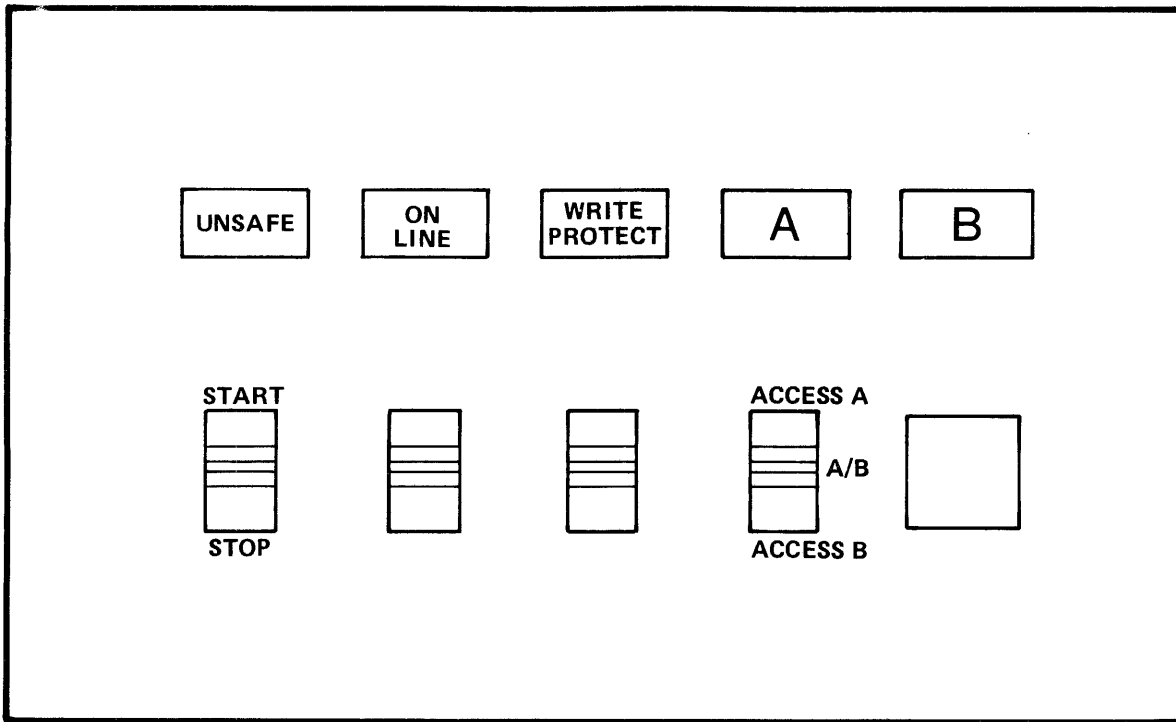 UNSAFE
ON
LINE
WRITE
PROTECT
A
B
START
STOP
ACCESS A
A/B
ACCESS B